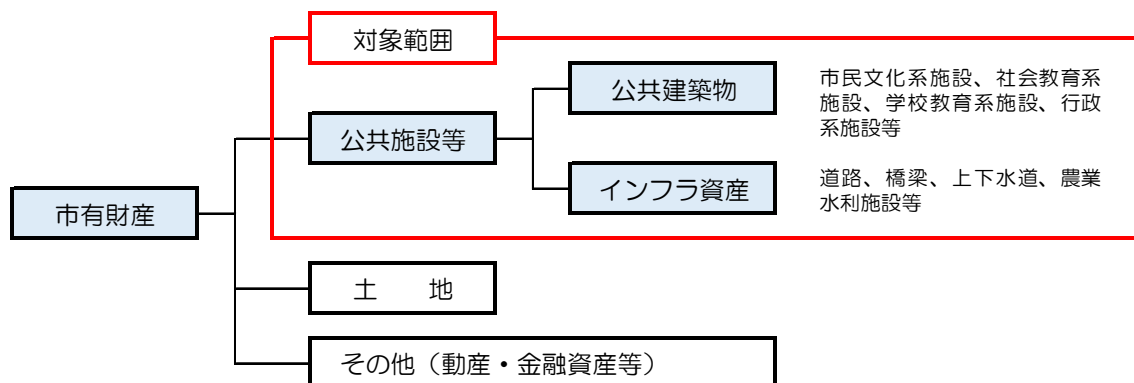 対象範囲
公共建築物
市民文化系施設、社会教育系
施設、学校教育系施設、行政
系施設等
公共施設等
インフラ資産
道路、橋梁、上下水道、農業
水利施設等
市有財産
土　地
その他（動産・金融資産等）